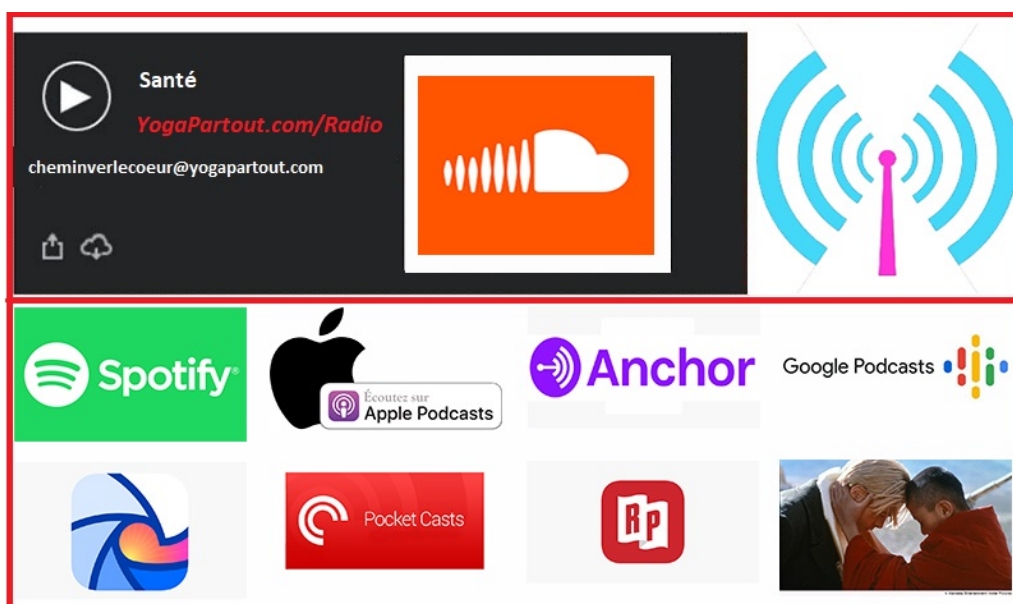 Santé
YogaPartout.com/Radio
cheminverlecoeur@yogapartout.com
Spotify®
Écoutez sur
Apple Podcasts
Anchor
Google Podcasts
Pocket Casts
RP